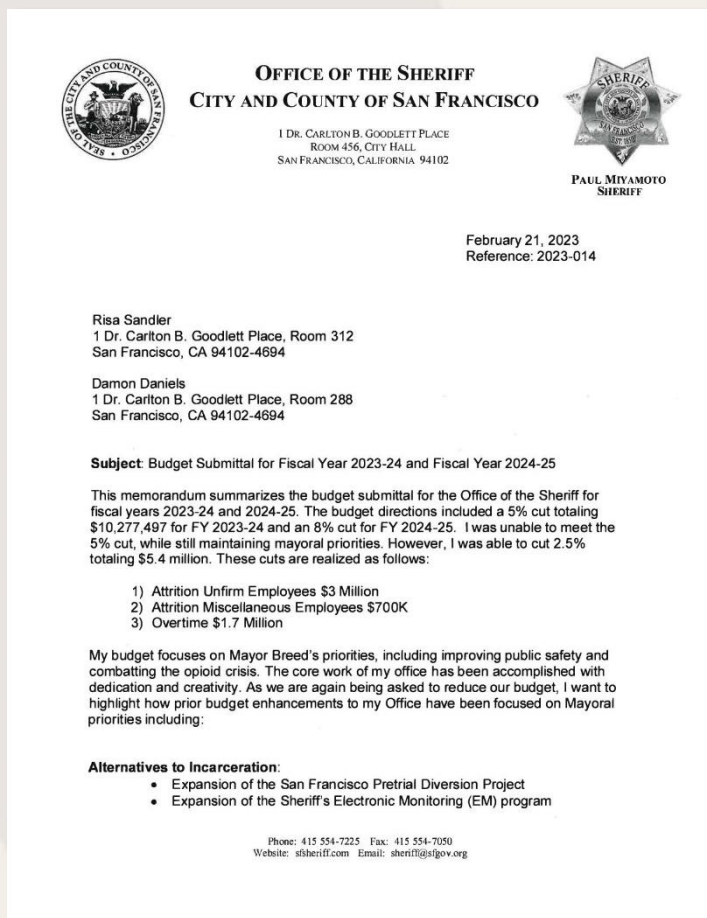 OFFICE OF THE SHERIFF
CITY AND COUNTY OF SAN FRANCISCO
1 DR. CARLTON B. GOODLETT PLACE
ROOM 456, CITY HALL
SAN FRANCISCO, CALIFORNIA 94102
SEAL OF THE CITY AND COUNTY OF SAN FRANCISCO
SHERIFF
SAN FRANCISCO
PAUL MIYAMOTO
SHERIFF
February 21, 2023
Reference: 2023-014
Risa Sandler
1 Dr. Carlton B. Goodlett Place, Room 312
San Francisco, CA 94102-4694
Damon Daniels
1 Dr. Carlton B. Goodlett Place, Room 288
San Francisco, CA 94102-4694
Subject: Budget Submittal for Fiscal Year 2023-24 and Fiscal Year 2024-25
This memorandum summarizes the budget submittal for the Office of the Sheriff for
fiscal years 2023-24 and 2024-25. The budget directions included a 5% cut totaling
$10,277,497 for FY 2023-24 and an 8% cut for FY 2024-25. I was unable to meet the
5% cut, while still maintaining mayoral priorities. However, I was able to cut 2.5%
totaling $5.4 million. These cuts are realized as follows:
1) Attrition Unfirm Employees $3 Million
2) Attrition Miscellaneous Employees $700K
3) Overtime $1.7 Million
My budget focuses on Mayor Breed's priorities, including improving public safety and
combatting the opioid crisis. The core work of my office has been accomplished with
dedication and creativity. As we are again being asked to reduce our budget, I want to
highlight how prior budget enhancements to my Office have been focused on Mayoral
priorities including:
Alternatives to Incarceration:
• Expansion of the San Francisco Pretrial Diversion Project
• Expansion of the Sheriff's Electronic Monitoring (EM) program
Phone: 415 554-7225 Fax: 415 554-7050
Website: sfsheriff.com Email: sheriff@sfgov.org